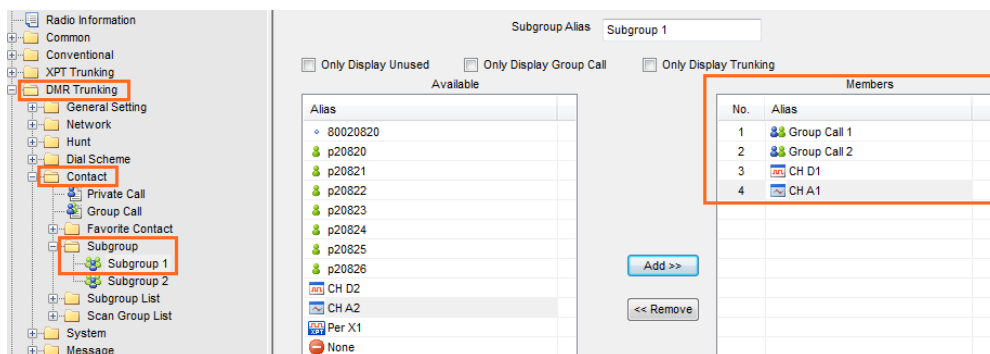 Radio Information
Common
Conventional
XPT Trunking
DMR Trunking
General Setting
Network
Hunt
Dial Scheme
Contact
Private Call
Group Call
Favorite Contact
Subgroup
Subgroup 1
Subgroup 2
Subgroup List
Scan Group List
System
Message
Subgroup Alias Subgroup 1
Only Display Unused Only Display Group Call Only Display Trunking
Available
Alias
80020820
p20820
p20821
p20822
p20823
p20824
p20825
p20826
CH D2
CH A2
XPT Per X1
None
Add >>
<< Remove
Members
No. Alias
1 Group Call 1
2 Group Call 2
3 CH D1
4 CH A1